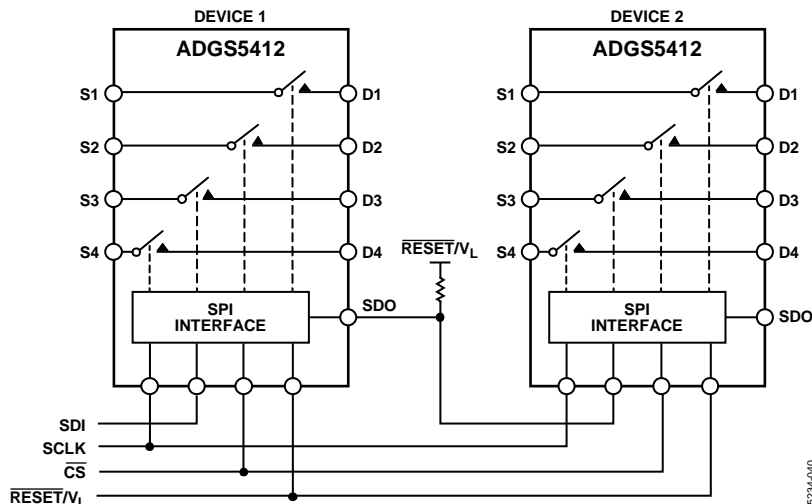 DEVICE 1
ADGS5412
S1
D1
S2
D2
S3
D3
S4
D4
SPI
INTERFACE
SDO
RESET/VL
DEVICE 2
ADGS5412
S1
D1
S2
D2
S3
D3
S4
D4
SPI
INTERFACE
SDO
SDI
SCLK
CS
RESET/VL